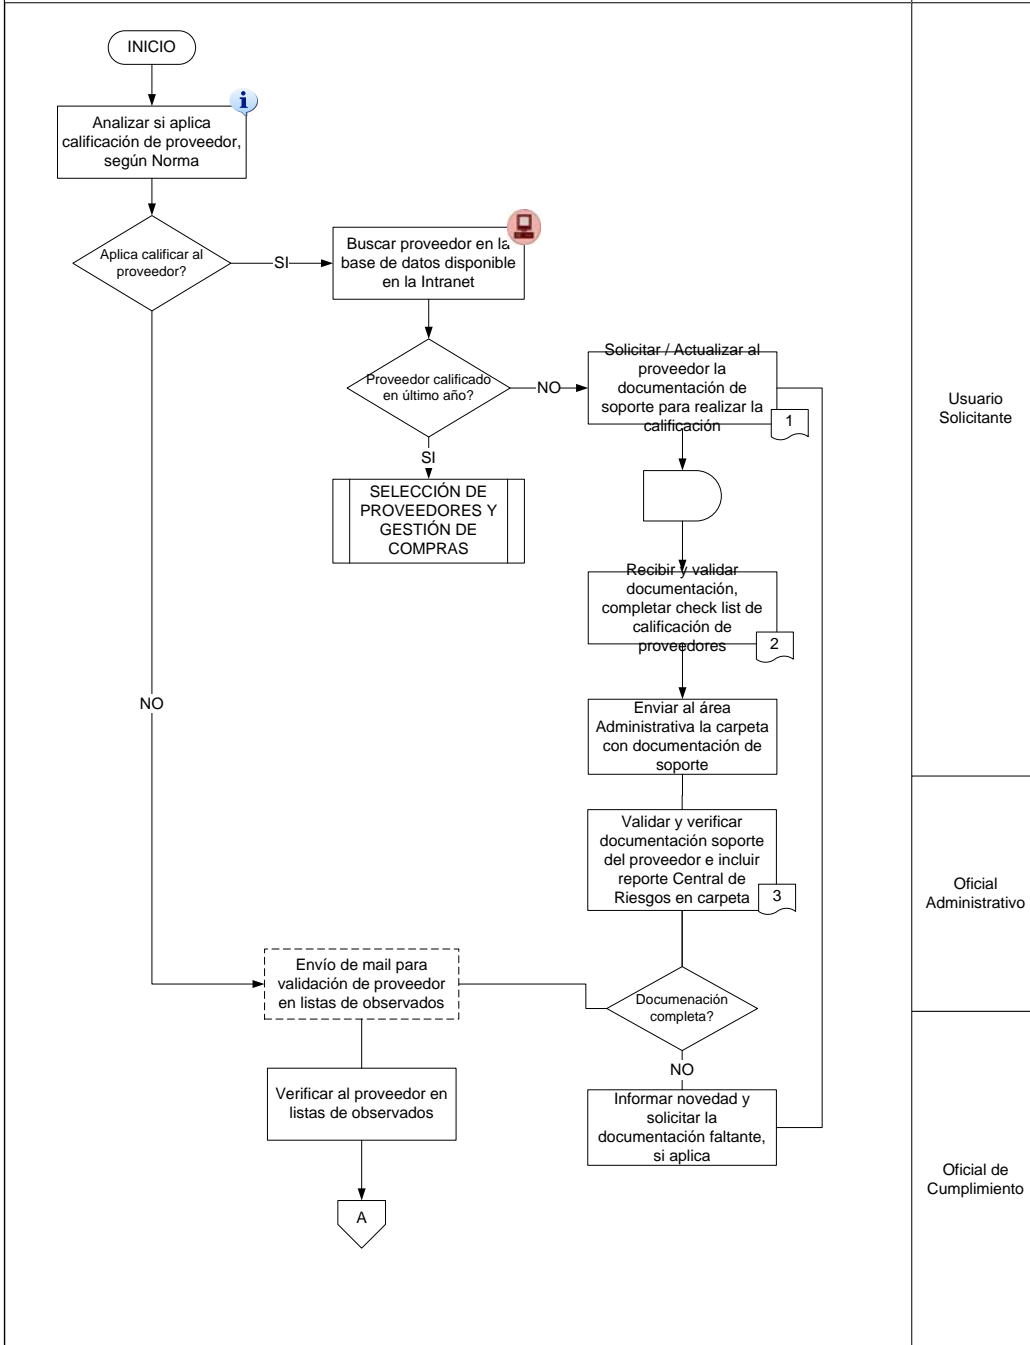 INICIO
Analizar si aplica
calificación de proveedor,
según Norma
Aplica calificar al
proveedor?
SI
Buscar proveedor en la
base de datos disponible
en la Intranet
Proveedor calificado
en último año?
NO
Solicitar / Actualizar al
proveedor la
documentación de
soporte para realizar la
calificación
1
SI
SELECCIÓN DE
PROVEEDORES Y
GESTIÓN DE
COMPRAS
Recibir y validar
documentación,
completar check list de
calificación de
proveedores
2
NO
Enviar al área
Administrativa la carpeta
con documentación de
soporte
Validar y verificar
documentación soporte
del proveedor e incluir
reporte Central de
Riesgos en carpeta
3
Envío de mail para
validación de proveedor
en listas de observados
Documenación
completa?
NO
Verificar al proveedor en
listas de observados
Informar novedad y
solicitar la
documentación faltante,
si aplica
A
Usuario
Solicitante
Oficial
Administrativo
Oficial de
Cumplimiento